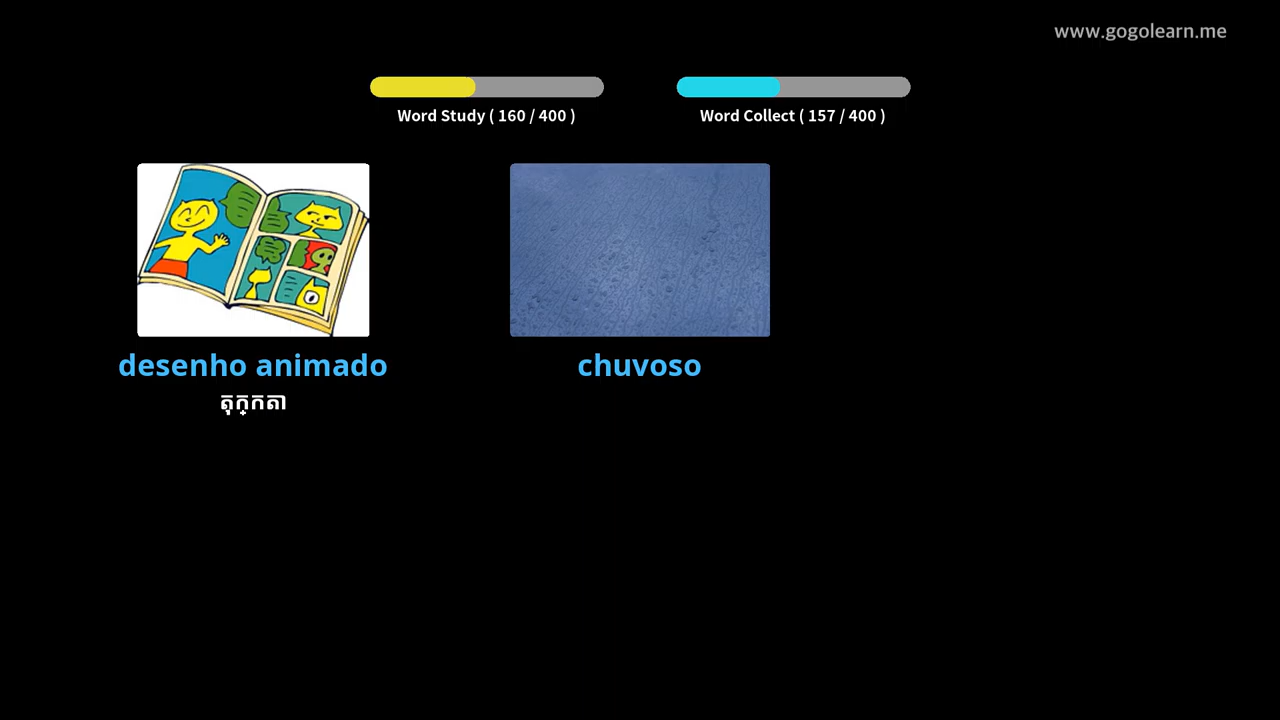 www.gogolearn.me
Word Study ( 160 / 400 )
Word Collect ( 157 / 400 )
desenho animado
chuvoso
តុក្កតា